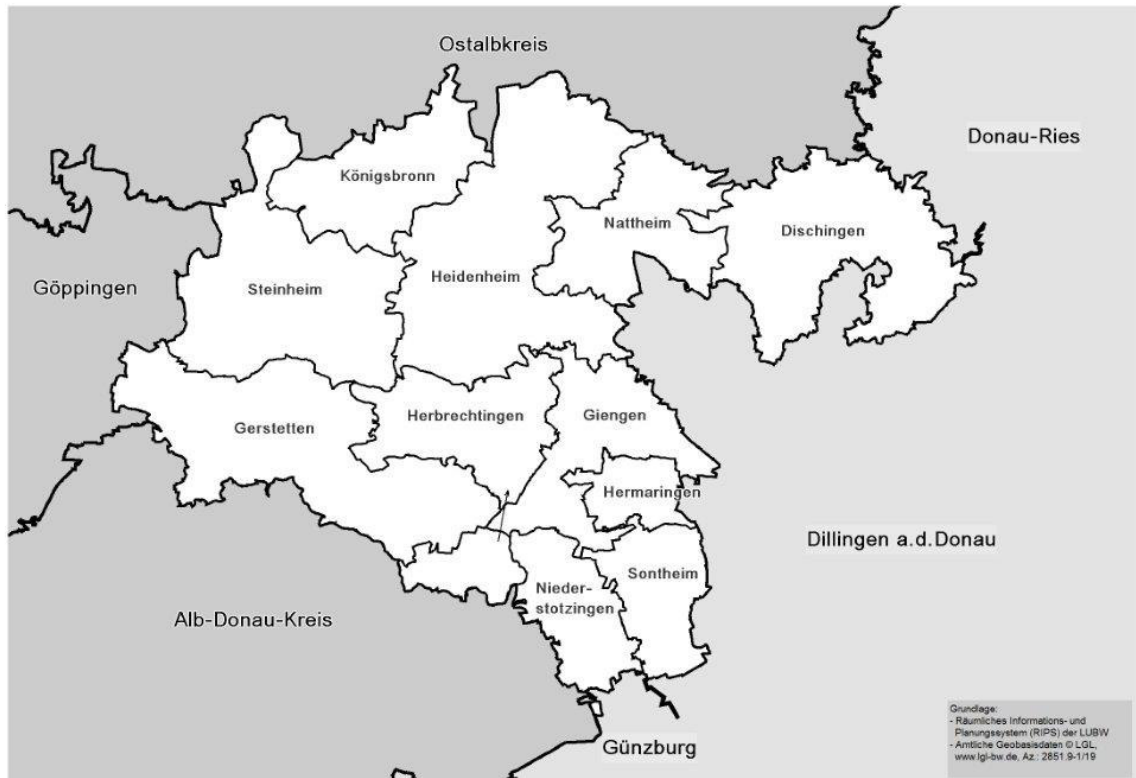 Ostalbkreis
Donau-Ries
Königsbronn
Nattheim
Dischingen
Heidenheim
Göppingen
Steinheim
Herbrechtingen
Giengen
Gerstetten
Hermaringen
Dillingen a.d.Donau
Sontheim
Nieder-
stotzingen
Alb-Donau-Kreis
Günzburg
Grundlage:
- Räumliches Informations- und
Planungssystem (RIPS) der LUBW
- Amtliche Geobasisdaten © LGL,
www.lgl-bw.de, Az.: 2851.9-1/19